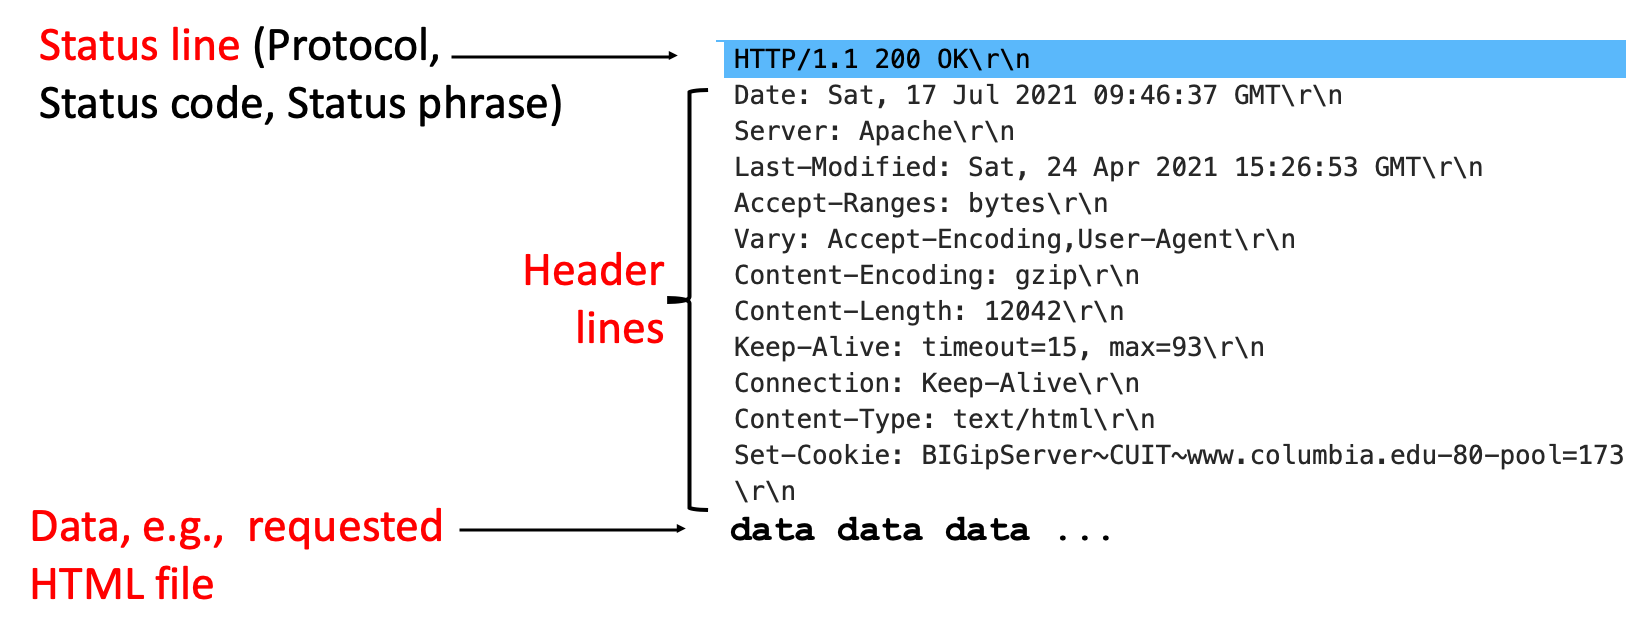 Status line (Protocol,
Status code, Status phrase)
HTTP/1.1 200 OK\r\n
Date: Sat, 17 Jul 2021 09:46:37 GMT\r\n
Server: Apache\r\n
Last-Modified: Sat, 24 Apr 2021 15:26:53 GMT\r\n
Accept-Ranges: bytes\r\n
Vary: Accept-Encoding,User-Agent\r\n
Content-Encoding: gzip\r\n
Content-Length: 12042\r\n
Keep-Alive: timeout=15, max=93\r\n
Connection: Keep-Alive\r\n
Content-Type: text/html\r\n
Set-Cookie: BIGipServer~CUIT~www.columbia.edu-80-pool=173
\r\n
Header
lines
Data, e.g., requested
HTML file
data data data ...